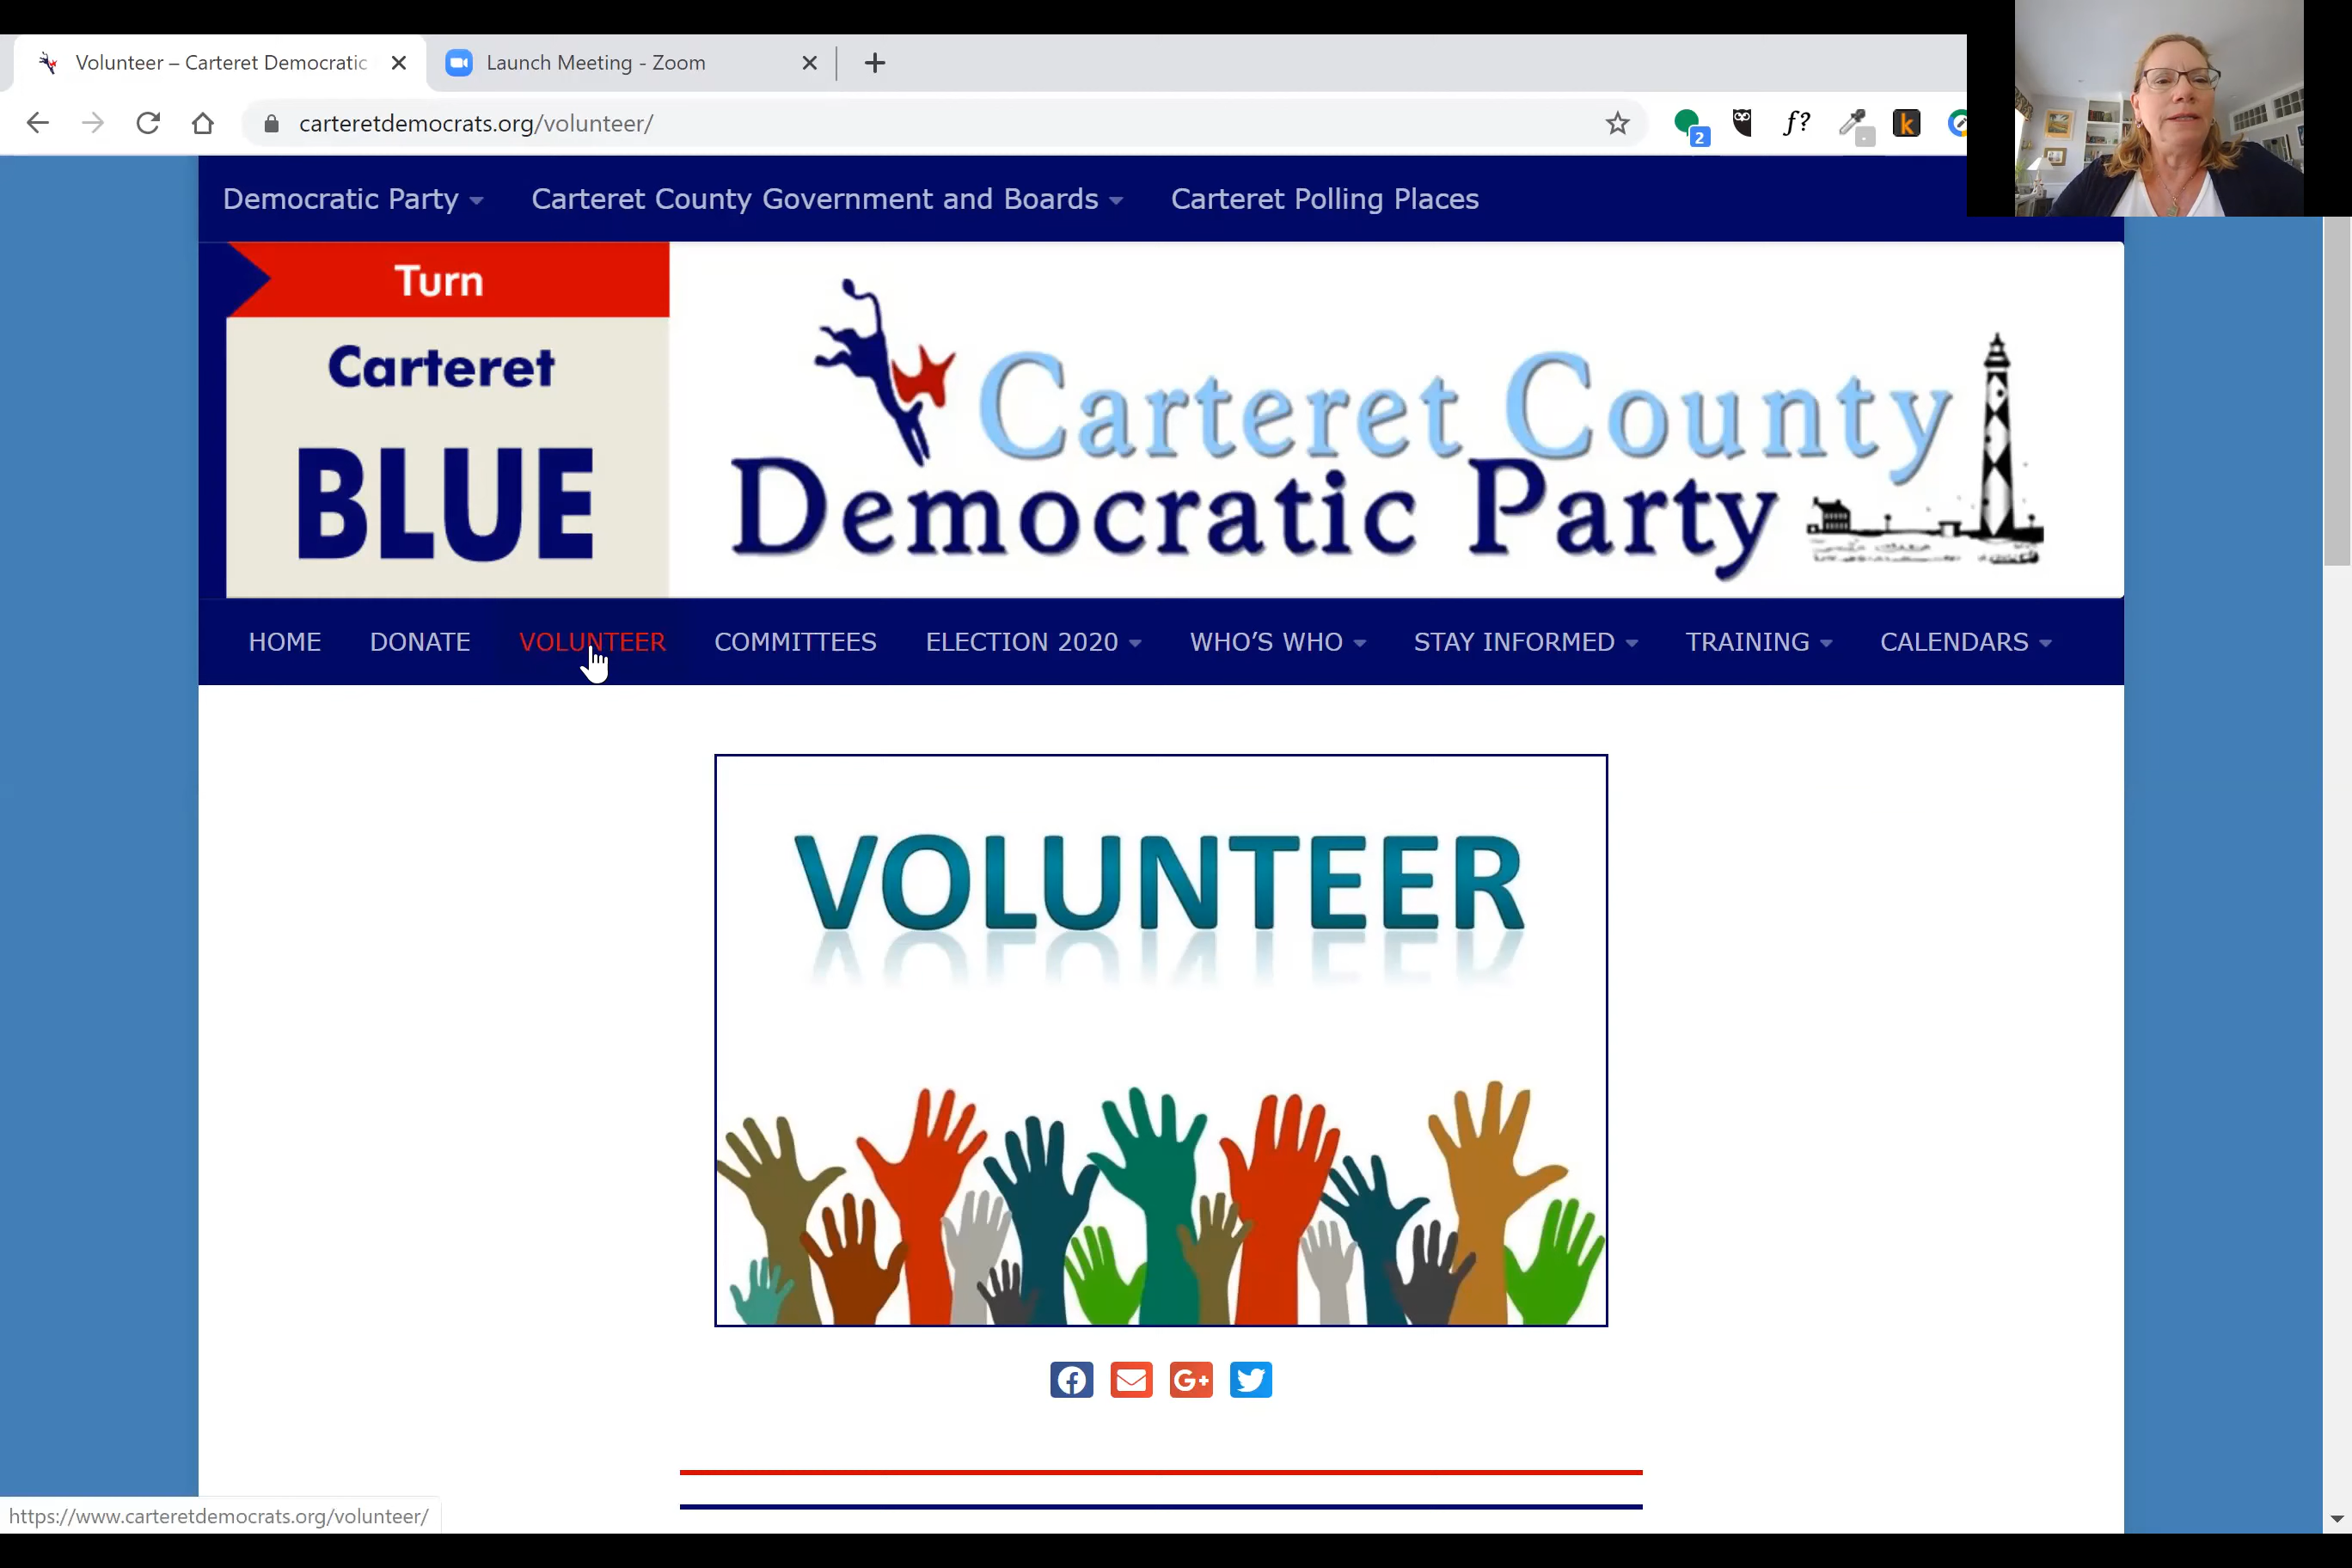 Volunteer – Carteret Democratic
Launch Meeting - Zoom
carteretdemocrats.org/volunteer/
2
f?
k
Democratic Party
Carteret County Government and Boards
Carteret Polling Places
Turn
Carteret
BLUE
Carteret County
Democratic Party
HOME
DONATE
VOLUNTEER
COMMITTEES
ELECTION 2020
WHO’S WHO
STAY INFORMED
TRAINING
CALENDARS
VOLUNTEER
G+
https://www.carteretdemocrats.org/volunteer/